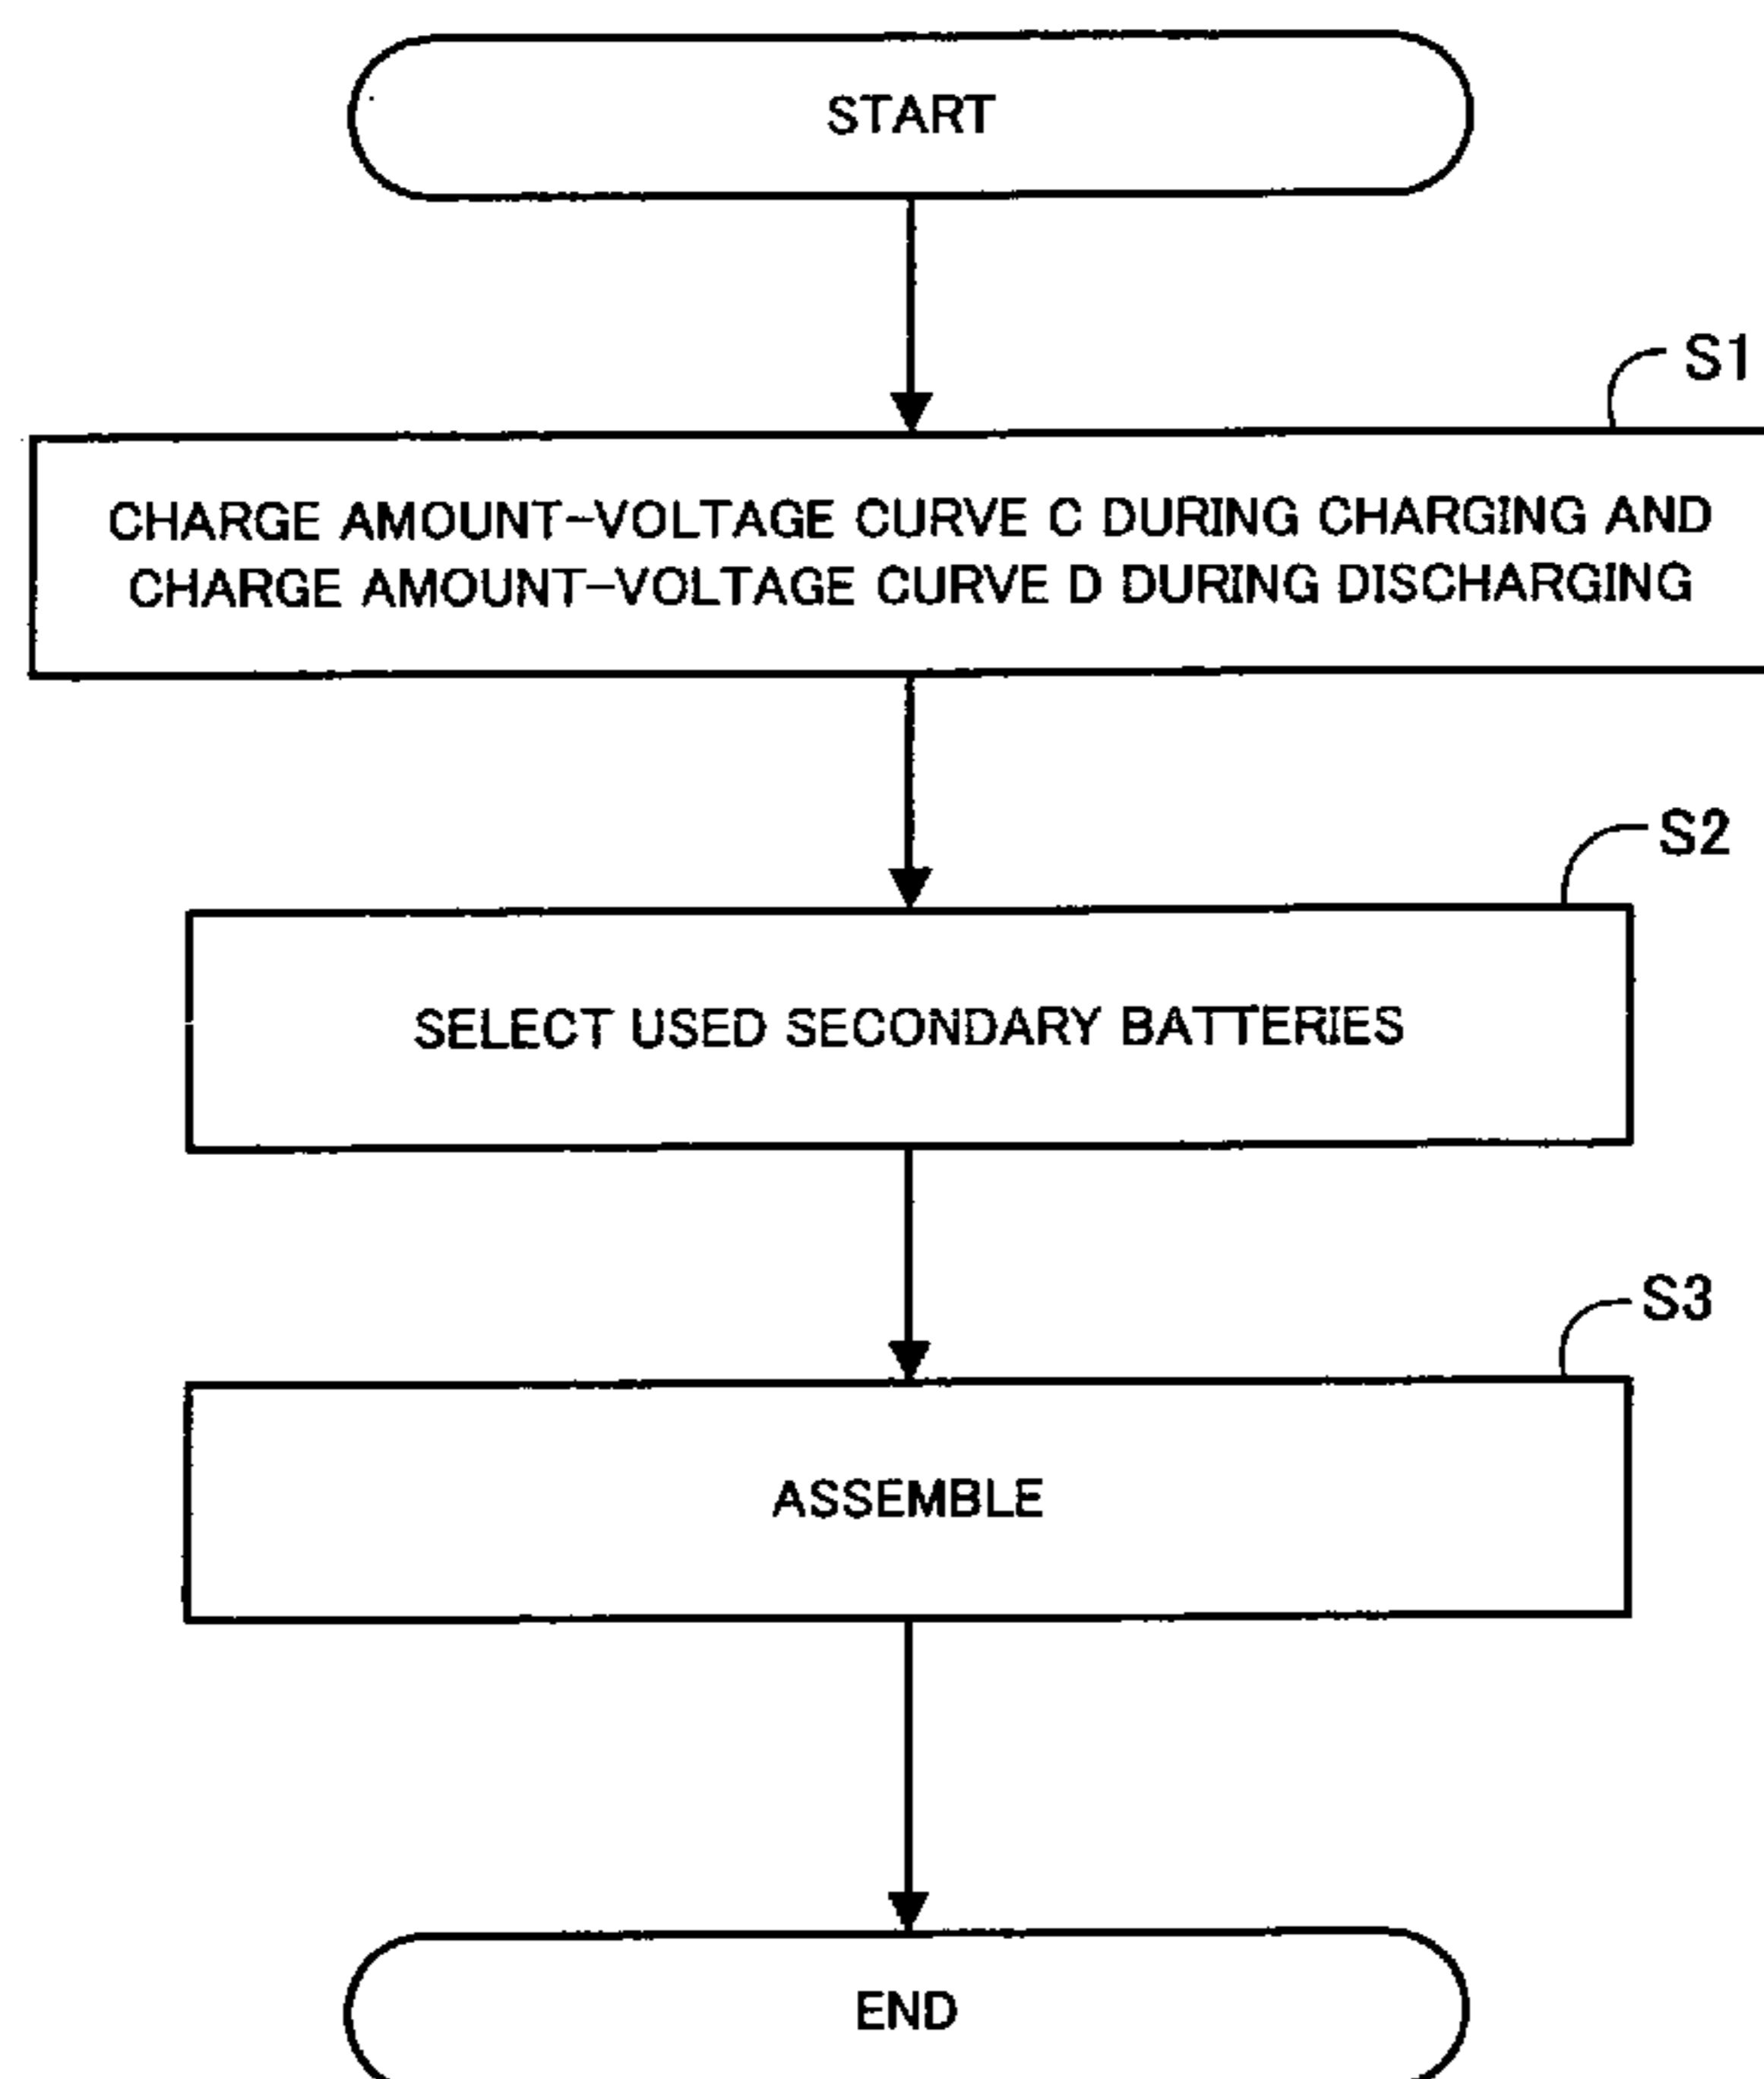 START
S1
CHARGE AMOUNT-VOLTAGE CURVE C DURING CHARGING AND
CHARGE AMOUNT-VOLTAGE CURVE D DURING DISCHARGING
S2
SELECT USED SECONDARY BATTERIES
S3
ASSEMBLE
END